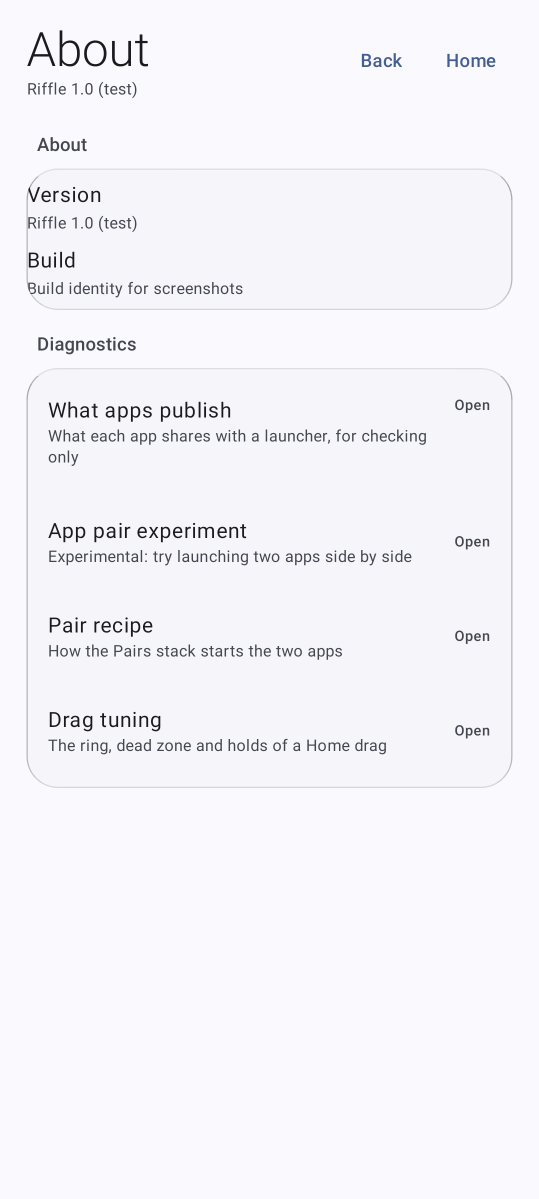 About
Back
Home
Riffle 1.0 (test)
About
Version
Riffle 1.0 (test)
Build
Build identity for screenshots
Diagnostics
What apps publish
Open
What each app shares with a launcher, for checking
only
App pair experiment
Open
Experimental: try launching two apps side by side
Pair recipe
Open
How the Pairs stack starts the two apps
Drag tuning
Open
The ring, dead zone and holds of a Home drag